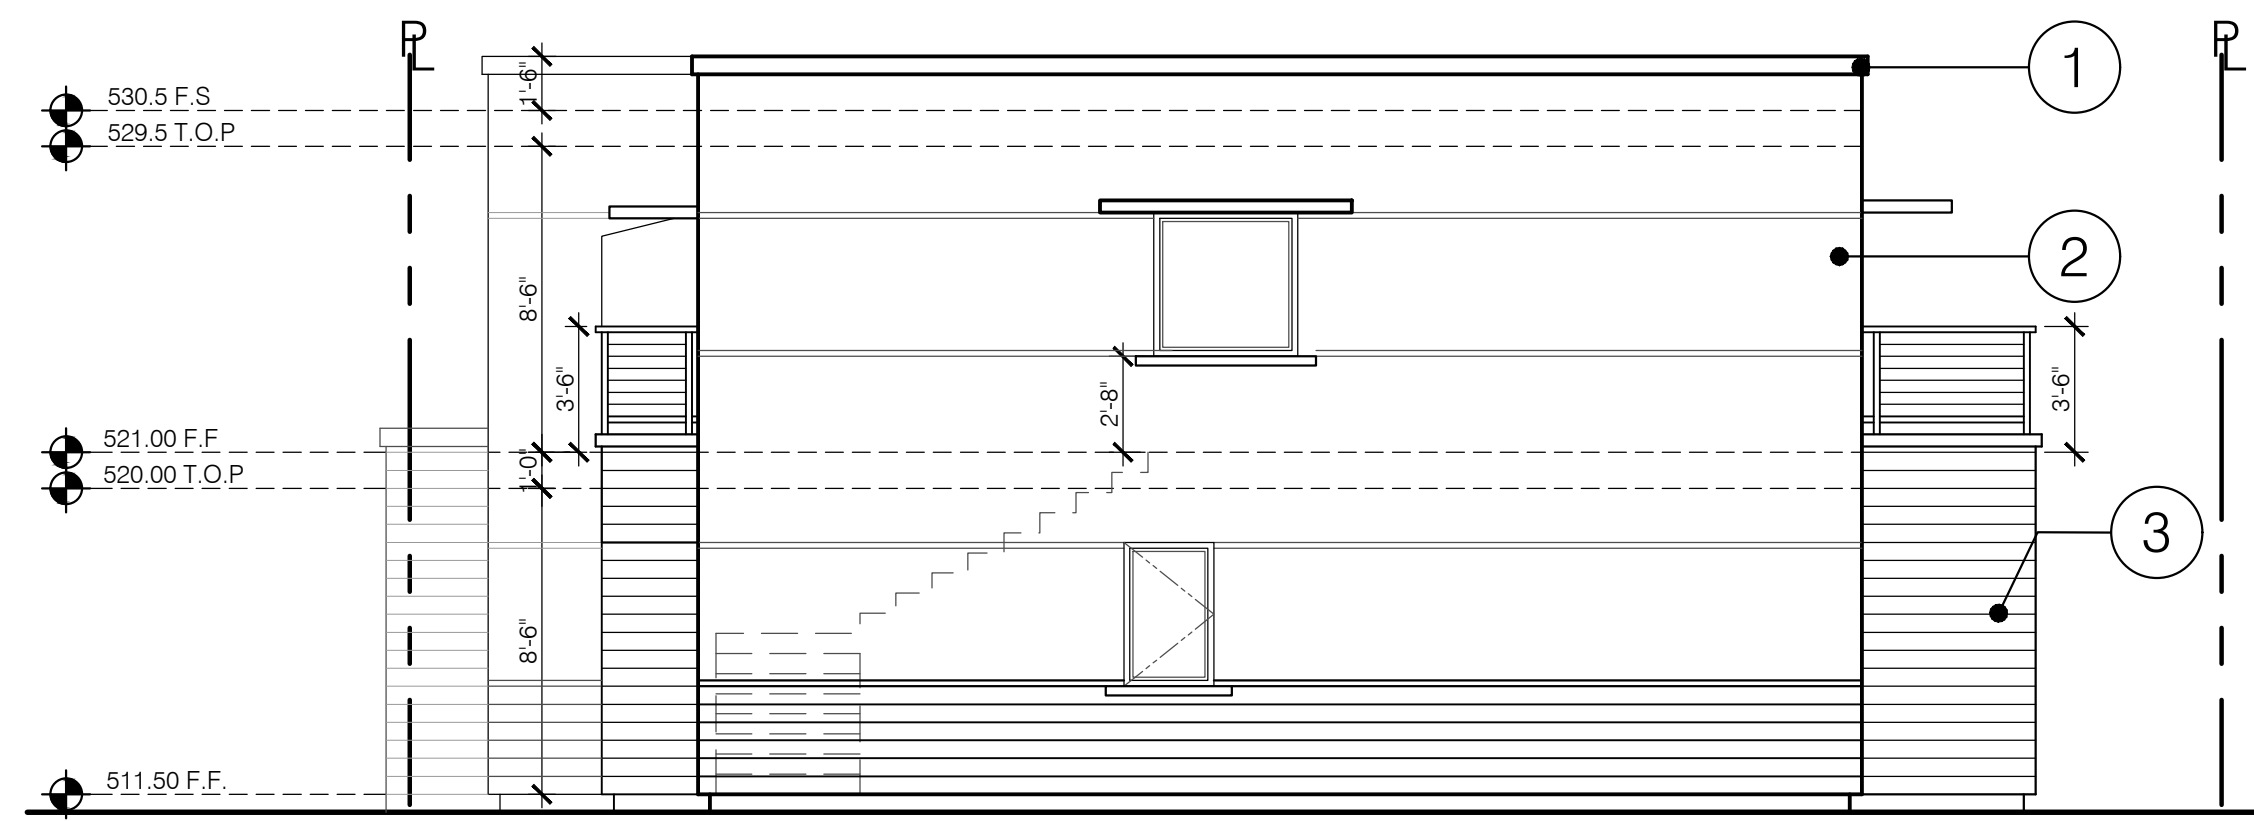 PL
PL
1
1'-6"
530.5 F.S
529.5 T.O.P
2
8'-6"
3'-6"
2'-8"
3'-6"
521.00 F.F
1'-0"
520.00 T.O.P
3
8'-6"
511.50 F.F.